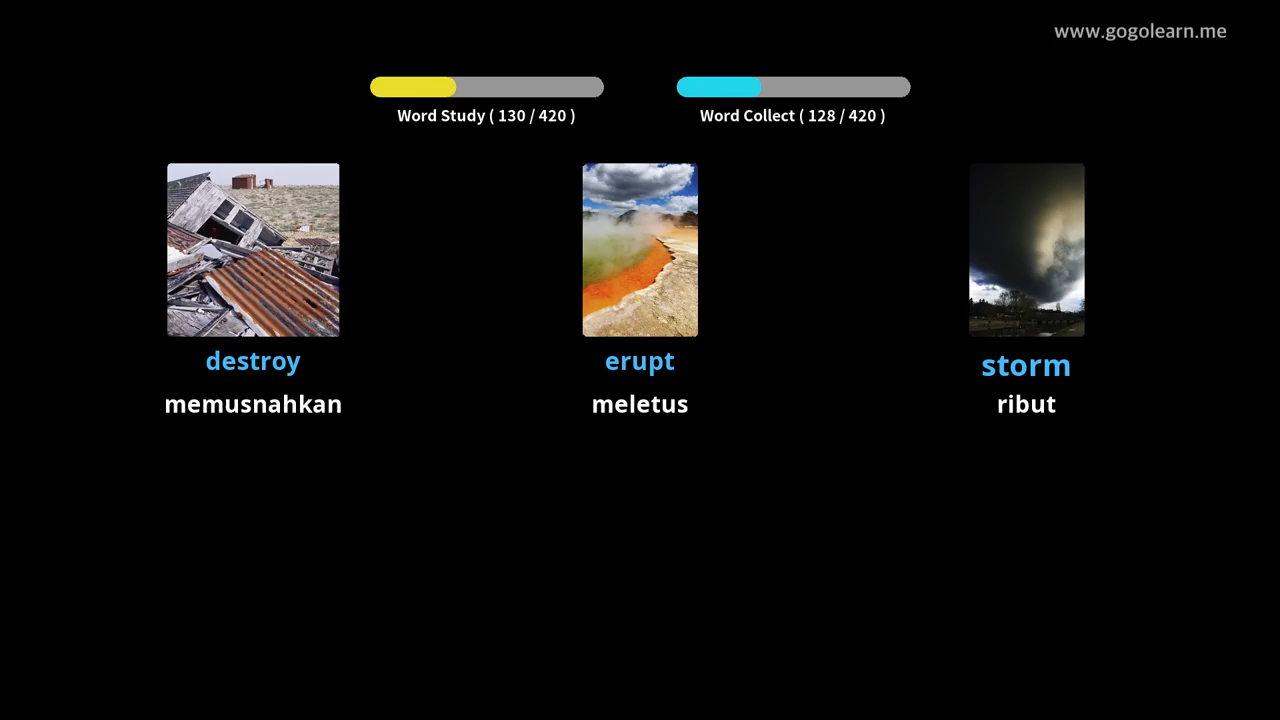 www.gogolearn.me
Word Study ( 130 / 420 )
Word Collect ( 128 / 420 )
destroy
erupt
storm
memusnahkan
meletus
ribut